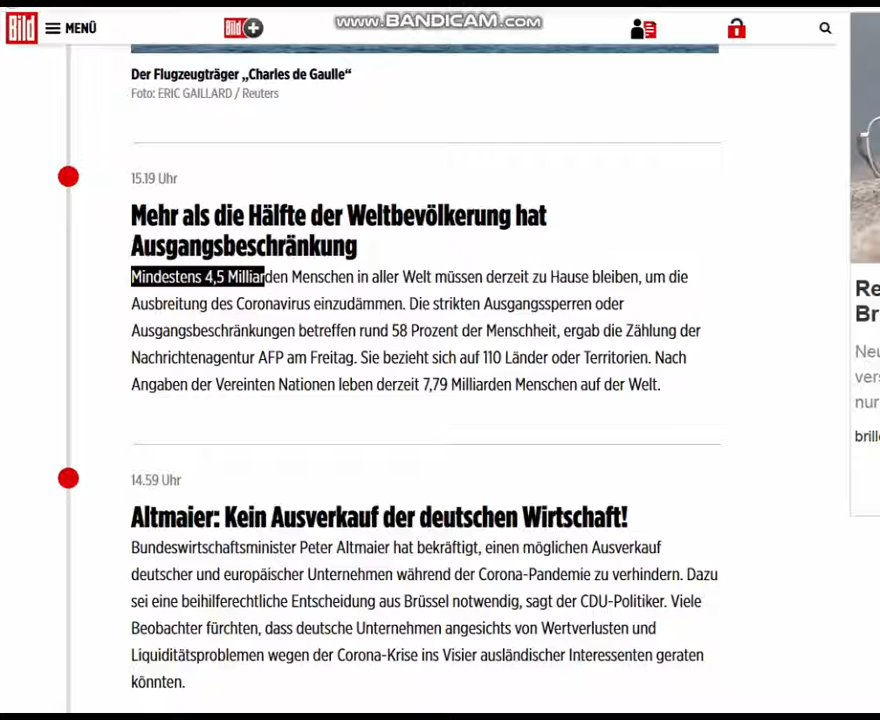 Bild
MENÜ
Bild
www.BANDICAM.com
Der Flugzeugträger „Charles de Gaulle“
Foto: ERIC GAILLARD / Reuters
15.19 Uhr
Mehr als die Hälfte der Weltbevölkerung hat
Ausgangsbeschränkung
Mindestens 4,5 Milliarden Menschen in aller Welt müssen derzeit zu Hause bleiben, um die
Ausbreitung des Coronavirus einzudämmen. Die strikten Ausgangssperren oder
Ausgangsbeschränkungen betreffen rund 58 Prozent der Menschheit, ergab die Zählung der
Nachrichtenagentur AFP am Freitag. Sie bezieht sich auf 110 Länder oder Territorien. Nach
Angaben der Vereinten Nationen leben derzeit 7,79 Milliarden Menschen auf der Welt.
14.59 Uhr
Altmaier: Kein Ausverkauf der deutschen Wirtschaft!
Bundeswirtschaftsminister Peter Altmaier hat bekräftigt, einen möglichen Ausverkauf
deutscher und europäischer Unternehmen während der Corona-Pandemie zu verhindern. Dazu
sei eine beihilferechtliche Entscheidung aus Brüssel notwendig, sagt der CDU-Politiker. Viele
Beobachter fürchten, dass deutsche Unternehmen angesichts von Wertverlusten und
Liquiditätsproblemen wegen der Corona-Krise ins Visier ausländischer Interessenten geraten
könnten.
Re
Br
Neu
vers
nur
brill